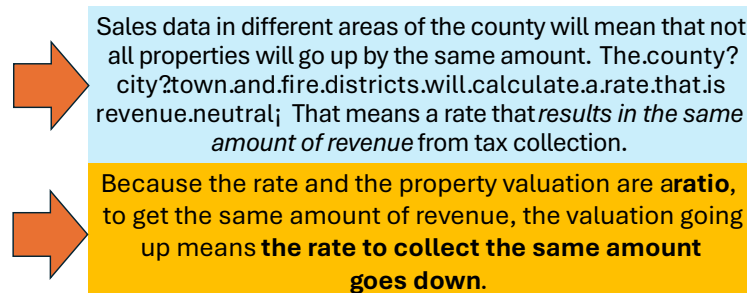 Sales data in different areas of the county will mean that not
all properties will go up by the same amount. The.county?
city?town.and.fire.districts.will.calculate.a.rate.that.is
revenue.neutral¡ That means a rate that results in the same
amount of revenue from tax collection.
Because the rate and the property valuation are aratio,
to get the same amount of revenue, the valuation going
up means the rate to collect the same amount
goes down.